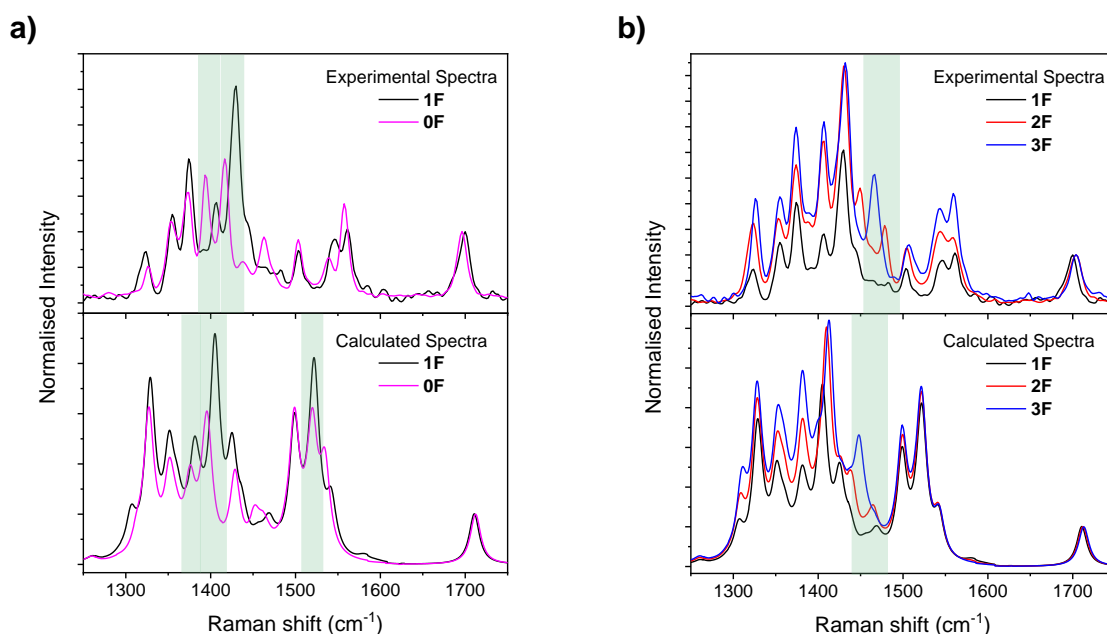 a)
Experimental Spectra
1F
0F
Calculated Spectra
1F
0F
Normalised Intensity
1300 1400 1500 1600 1700
Raman shift (cm⁻¹)
b)
Experimental Spectra
1F
2F
3F
Calculated Spectra
1F
2F
3F
Normalised Intensity
1300 1400 1500 1600 1700
Raman shift (cm⁻¹)